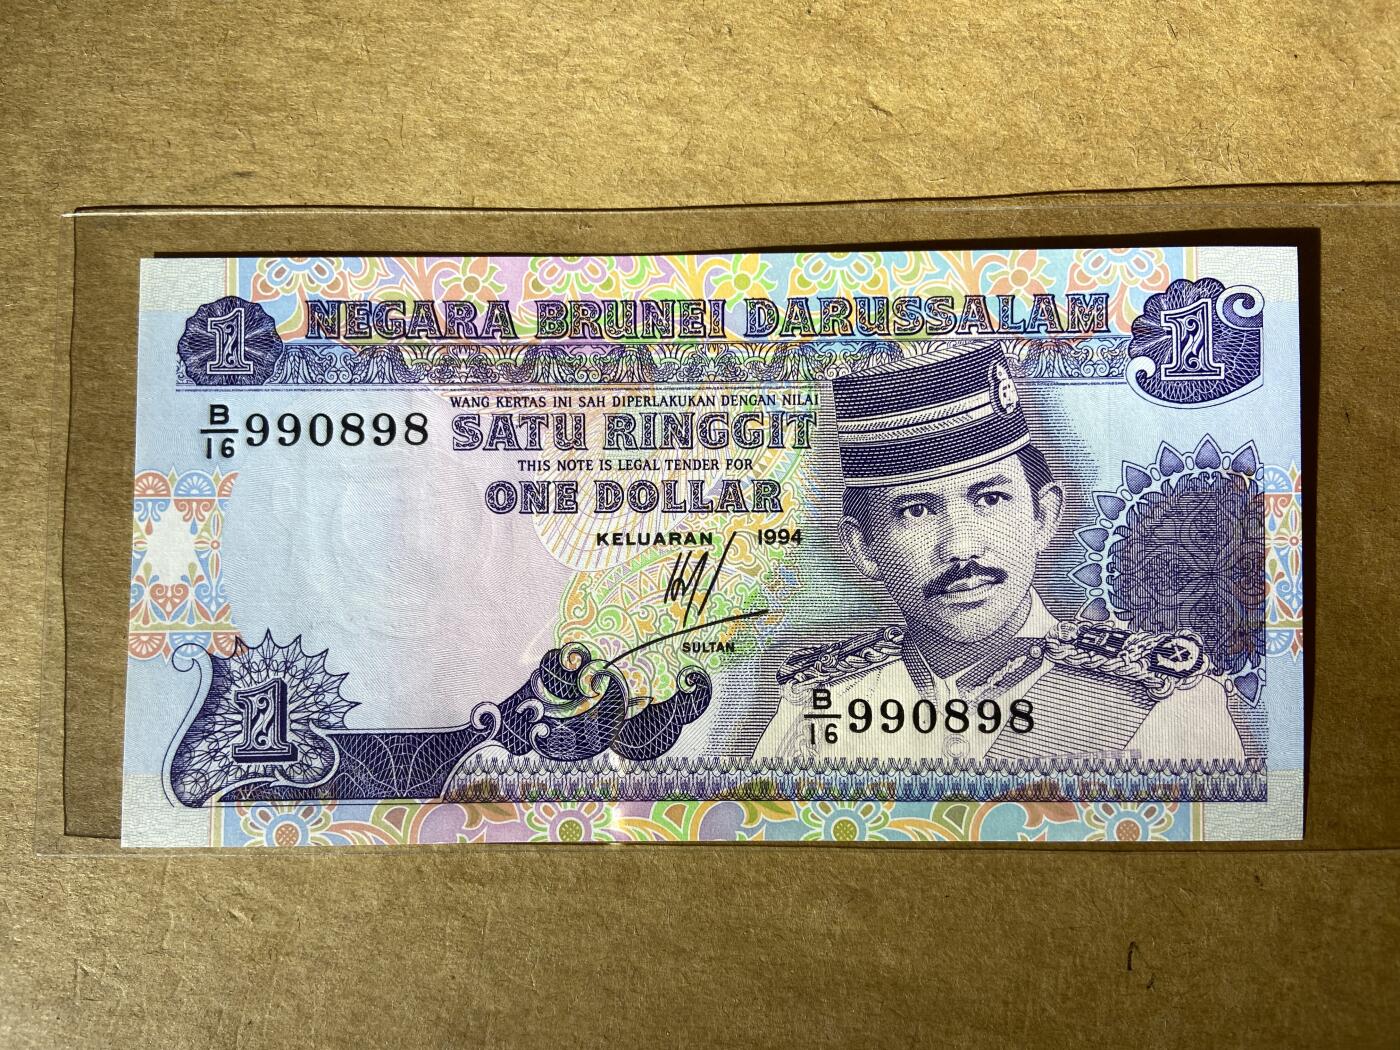 1 NEGARA BRUNEI DARUSSALAM 1
B/16 990898
WANG KERTAS INI SAH DIPERLAKUKAN DENGAN NILAI
SATU RINGGIT
THIS NOTE IS LEGAL TENDER FOR
ONE DOLLAR
KELUARAN 1994
SULTAN
1
B/16 990898